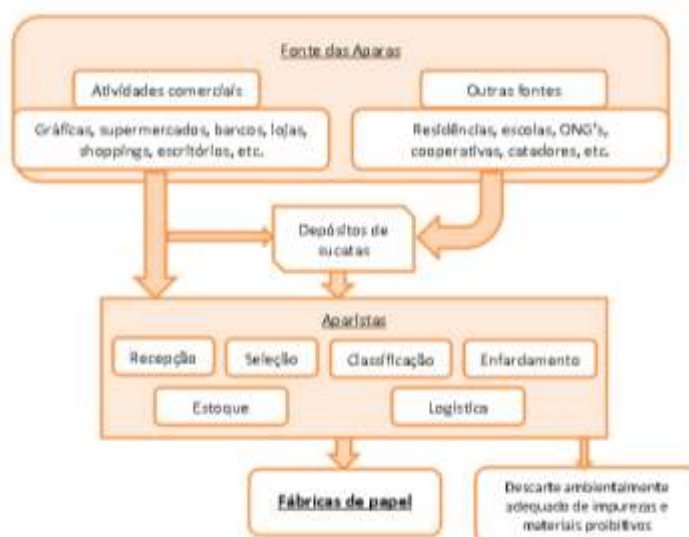 Fonte das Aparas
Atividades comerciais
Outras fontes
Gráficas, supermercados, bancos, lojas,
shoppings, escritórios, etc.
Residências, escolas, ONG's,
cooperativas, catadores, etc.
Depósitos de
sucatas
Aparistas
Recepção
Seleção
Classificação
Enfardamento
Estoque
Logística
Fábricas de papel
Descarte ambientalmente
adequado de impurezas e
materiais proibitivos